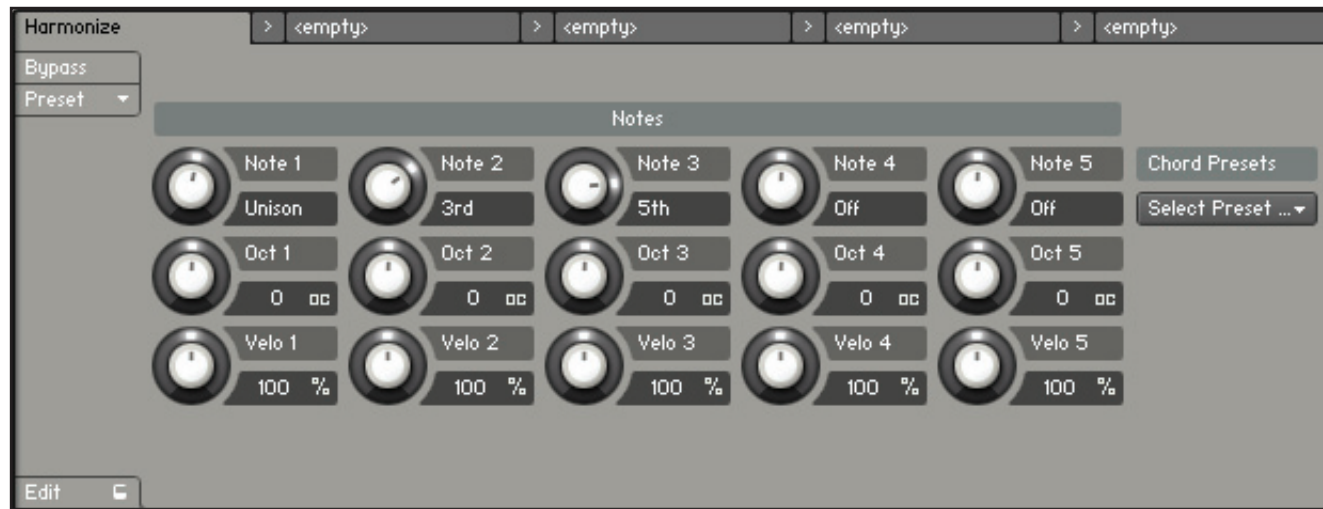 Harmonize > <empty> > <empty> > <empty> > <empty>
Bypass
Preset
Notes
Note 1 Note 2 Note 3 Note 4 Note 5 Chord Presets
Unison 3rd 5th Off Off Select Preset ...
Oct 1 Oct 2 Oct 3 Oct 4 Oct 5
0 oc 0 oc 0 oc 0 oc 0 oc
Velo 1 Velo 2 Velo 3 Velo 4 Velo 5
100 % 100 % 100 % 100 % 100 %
Edit